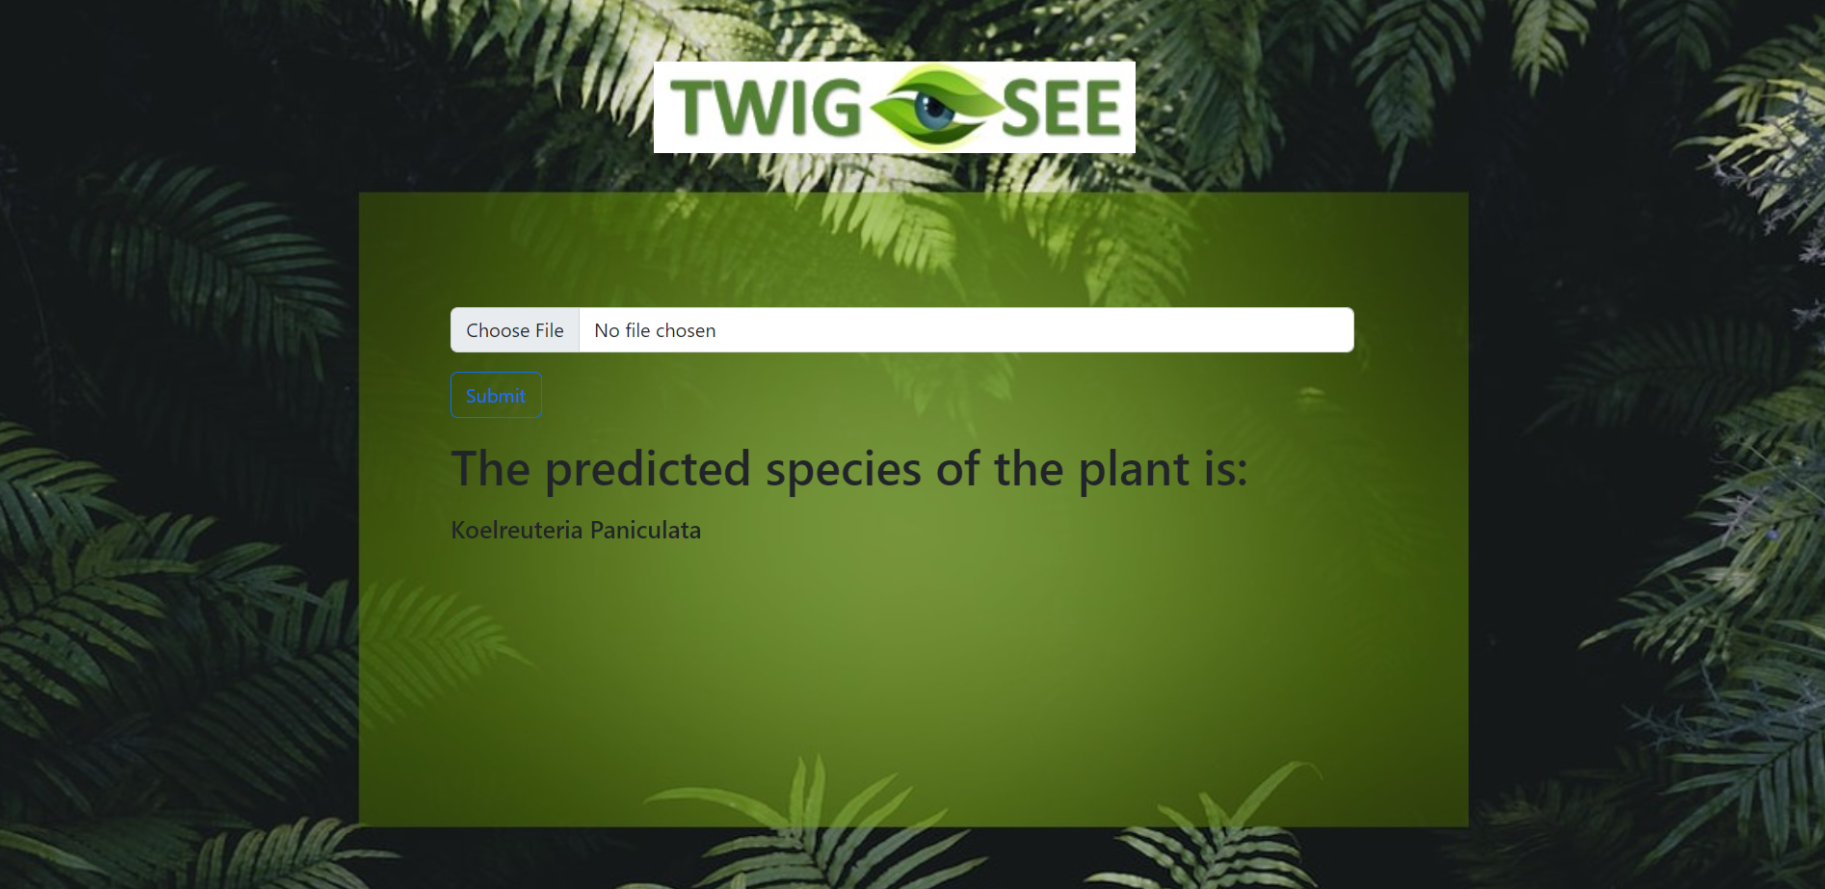 TWIG SEE
Choose File No file chosen
Submit
The predicted species of the plant is:
Koelreuteria Paniculata